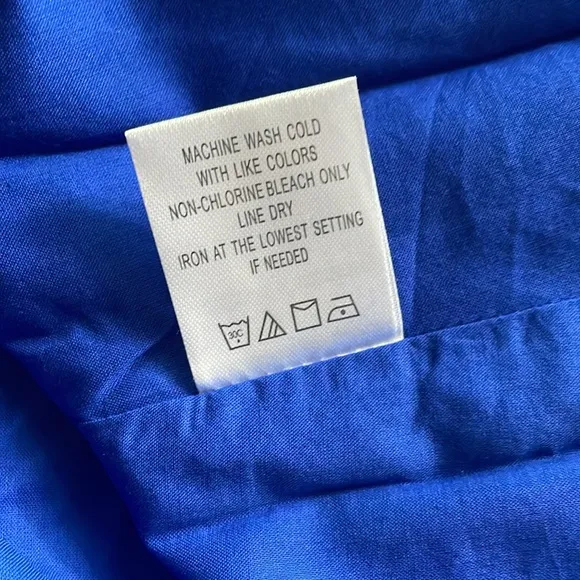 MACHINE WASH COLD
WITH LIKE COLORS
NON-CHLORINE BLEACH ONLY
LINE DRY
IRON AT THE LOWEST SETTING
IF NEEDED
30C